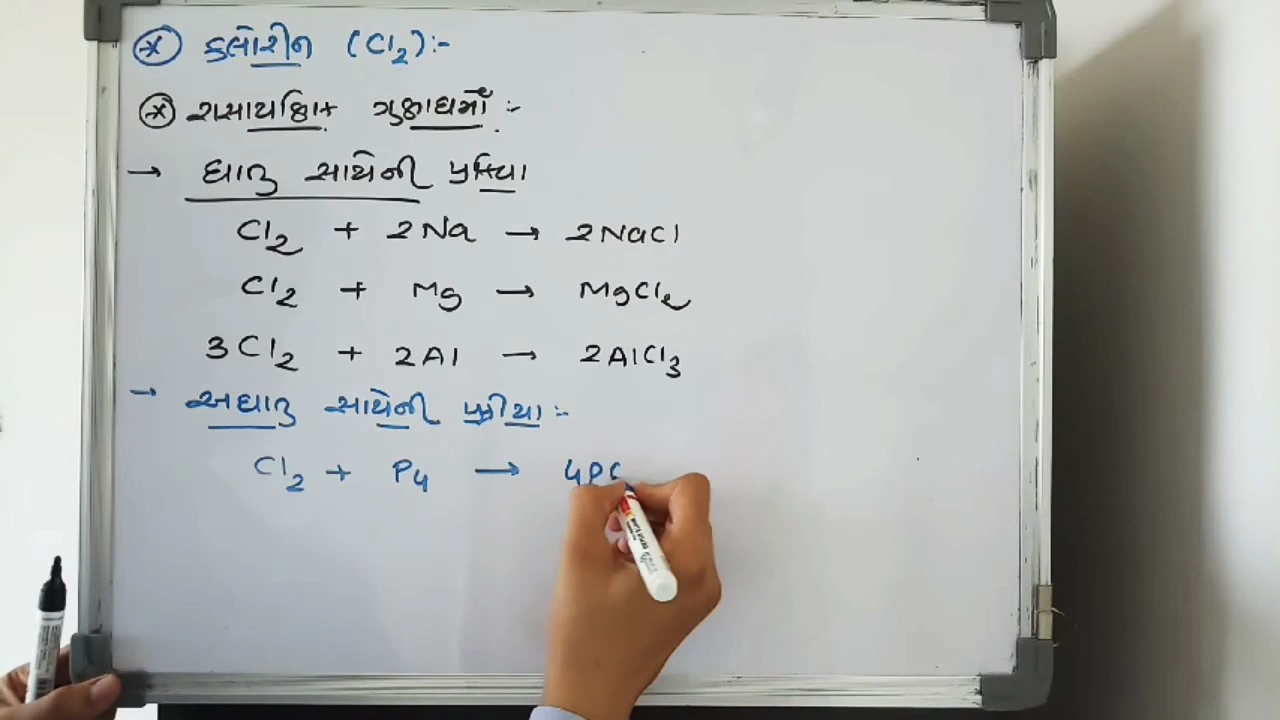 * ક્લોરીન (Cl2):-
* રાસાયણિક ગુણધર્મો :-
→ ધાતુ સાથેની પ્રક્રિયા
Cl2 + 2Na → 2NaCl
Cl2 + Mg → MgCl2
3Cl2 + 2Al → 2AlCl3
→ અધાતુ સાથેની પ્રક્રીયા :-
Cl2 + P4 → 4PC